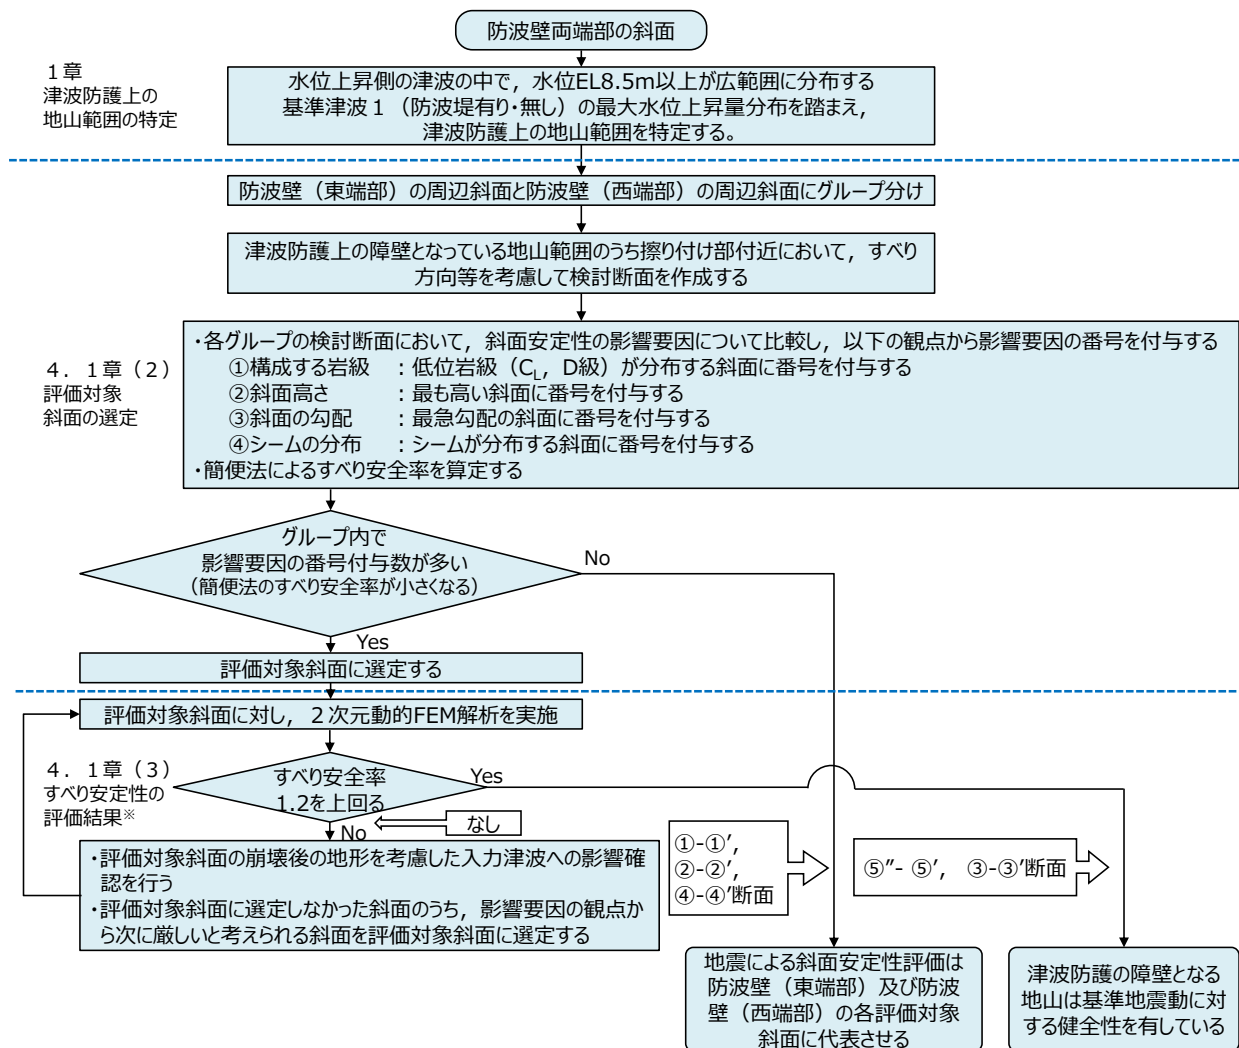 防波壁両端部の斜面
1章
津波防護上の
地山範囲の特定
水位上昇側の津波の中で，水位EL8.5m以上が広範囲に分布する
基準津波1（防波堤有り・無し）の最大水位上昇量分布を踏まえ，
津波防護上の地山範囲を特定する。
防波壁（東端部）の周辺斜面と防波壁（西端部）の周辺斜面にグループ分け
津波防護上の障壁となっている地山範囲のうち擦り付け部付近において，すべり
方向等を考慮して検討断面を作成する
4．1章（2）
評価対象
斜面の選定
・各グループの検討断面において，斜面安定性の影響要因について比較し，以下の観点から影響要因の番号を付与する
①構成する岩級　：低位岩級（CL，D級）が分布する斜面に番号を付与する
②斜面高さ　：最も高い斜面に番号を付与する
③斜面の勾配　：最急勾配の斜面に番号を付与する
④シームの分布　：シームが分布する斜面に番号を付与する
・簡便法によるすべり安全率を算定する
グループ内で
影響要因の番号付与数が多い
（簡便法のすべり安全率が小さくなる）
No
Yes
評価対象斜面に選定する
評価対象斜面に対し，2次元動的FEM解析を実施
4．1章（3）
すべり安定性の
評価結果※
すべり安全率
1.2を上回る
Yes
No
なし
・評価対象斜面の崩壊後の地形を考慮した入力津波への影響確
認を行う
・評価対象斜面に選定しなかった斜面のうち，影響要因の観点か
ら次に厳しいと考えられる斜面を評価対象斜面に選定する
①-①′，
②-②′，
④-④′断面
⑤″- ⑤′，　③-③′断面
地震による斜面安定性評価は
防波壁（東端部）及び防波
壁（西端部）の各評価対象
斜面に代表させる
津波防護の障壁となる
地山は基準地震動に対
する健全性を有している